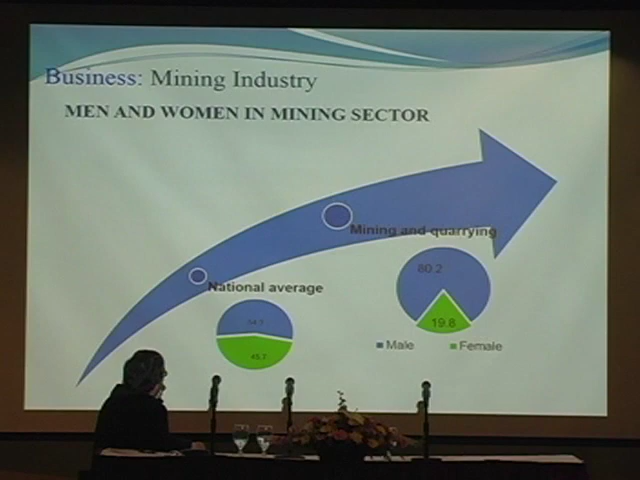 Business: Mining Industry
MEN AND WOMEN IN MINING SECTOR
Mining and quarrying
National average
80.2
19.8
45.7
Male
Female